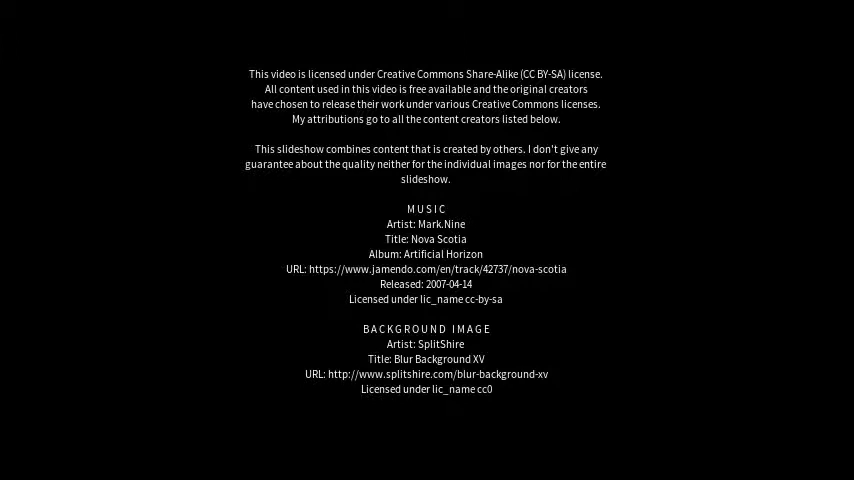 This video is licensed under Creative Commons Share-Alike (CC BY-SA) license.
All content used in this video is free available and the original creators
have chosen to release their work under various Creative Commons licenses.
My attributions go to all the content creators listed below.
This slideshow combines content that is created by others. I don't give any
guarantee about the quality neither for the individual images nor for the entire
slideshow.
MUSIC
Artist: Mark.Nine
Title: Nova Scotia
Album: Artificial Horizon
URL: https://www.jamendo.com/en/track/42737/nova-scotia
Released: 2007-04-14
Licensed under lic_name cc-by-sa
BACKGROUND IMAGE
Artist: SplitShire
Title: Blur Background XV
URL: http://www.splitshire.com/blur-background-xv
Licensed under lic_name cc0